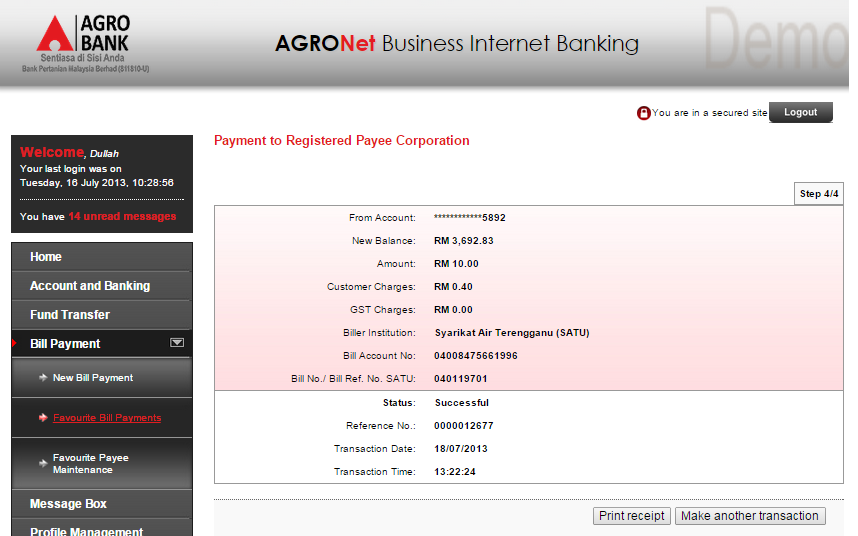 AGRO
BANK
Sentiasa di Sisi Anda
Bank Pertanian Malaysia Berhad (811810-U)
AGRONet Business Internet Banking
Demo
You are in a secured site
Logout
Welcome, Dullah
Your last login was on
Tuesday, 16 July 2013, 10:28:56
You have 14 unread messages
Home
Account and Banking
Fund Transfer
Bill Payment
New Bill Payment
Favourite Bill Payments
Favourite Payee
Maintenance
Message Box
Profile Management
Payment to Registered Payee Corporation
Step 4/4
From Account: ************5892
New Balance: RM 3,692.83
Amount: RM 10.00
Customer Charges: RM 0.40
GST Charges: RM 0.00
Biller Institution: Syarikat Air Terengganu (SATU)
Bill Account No: 04008475661996
Bill No./ Bill Ref. No. SATU: 040119701
Status: Successful
Reference No.: 0000012677
Transaction Date: 18/07/2013
Transaction Time: 13:22:24
Print receipt
Make another transaction